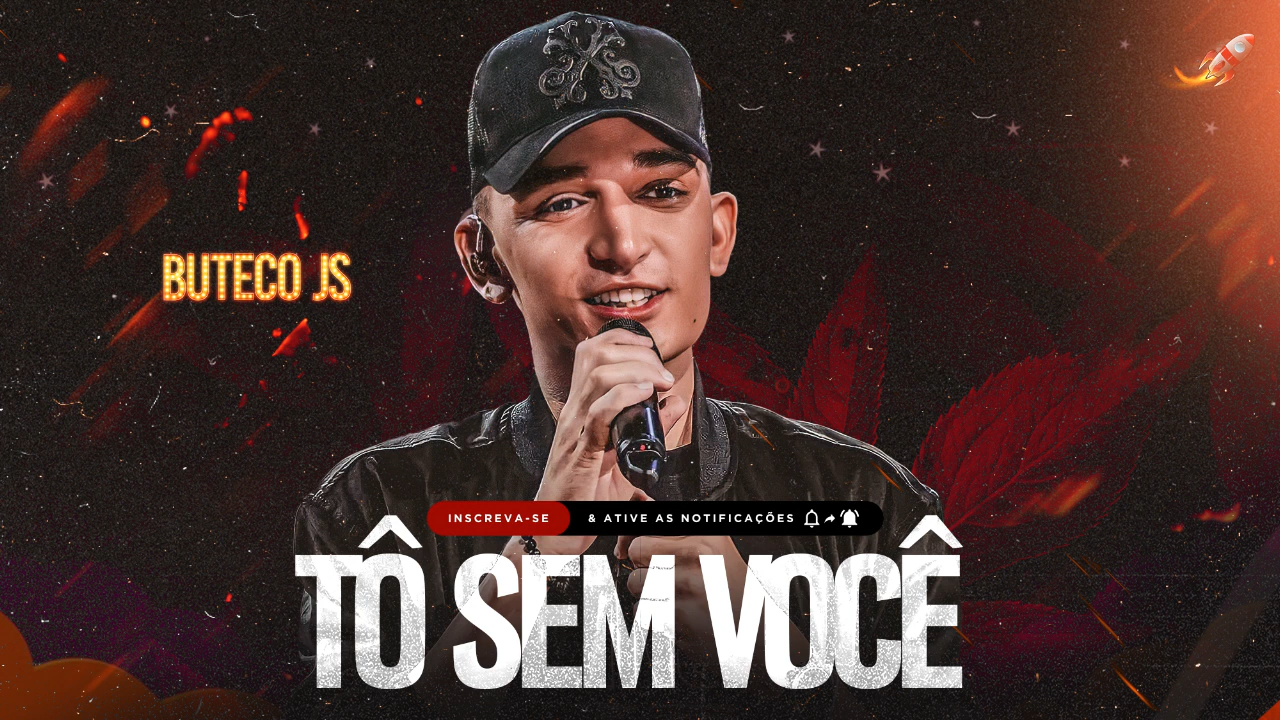 BUTECO JS
INSCREVA-SE & ATIVE AS NOTIFICAÇÕES
TÔ SEM VOCÊ